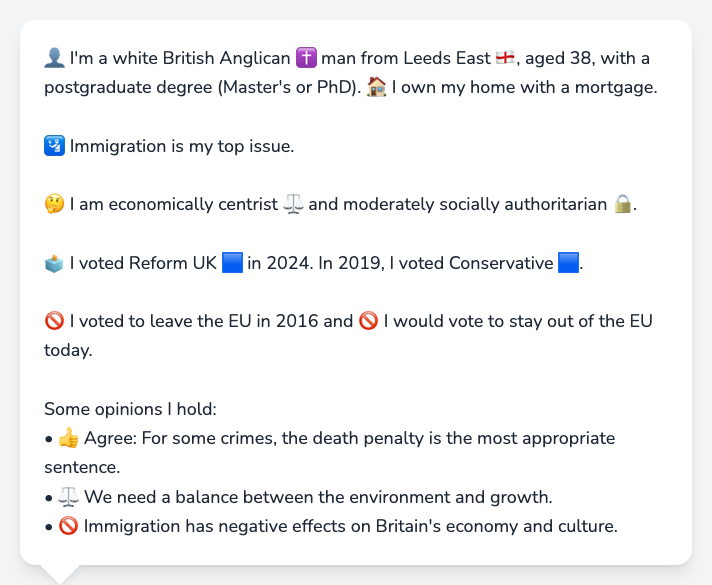 👤 I'm a white British Anglican ✝️ man from Leeds East 🏴󠁧󠁢󠁥󠁮󠁧󠁿, aged 38, with a
postgraduate degree (Master's or PhD). 🏠 I own my home with a mortgage.
🛂 Immigration is my top issue.
🤔 I am economically centrist ⚖️ and moderately socially authoritarian 🔒.
🗳️ I voted Reform UK 🟦 in 2024. In 2019, I voted Conservative 🟦.
🚫 I voted to leave the EU in 2016 and 🚫 I would vote to stay out of the EU
today.
Some opinions I hold:
• 👍 Agree: For some crimes, the death penalty is the most appropriate
sentence.
• ⚖️ We need a balance between the environment and growth.
• 🚫 Immigration has negative effects on Britain's economy and culture.